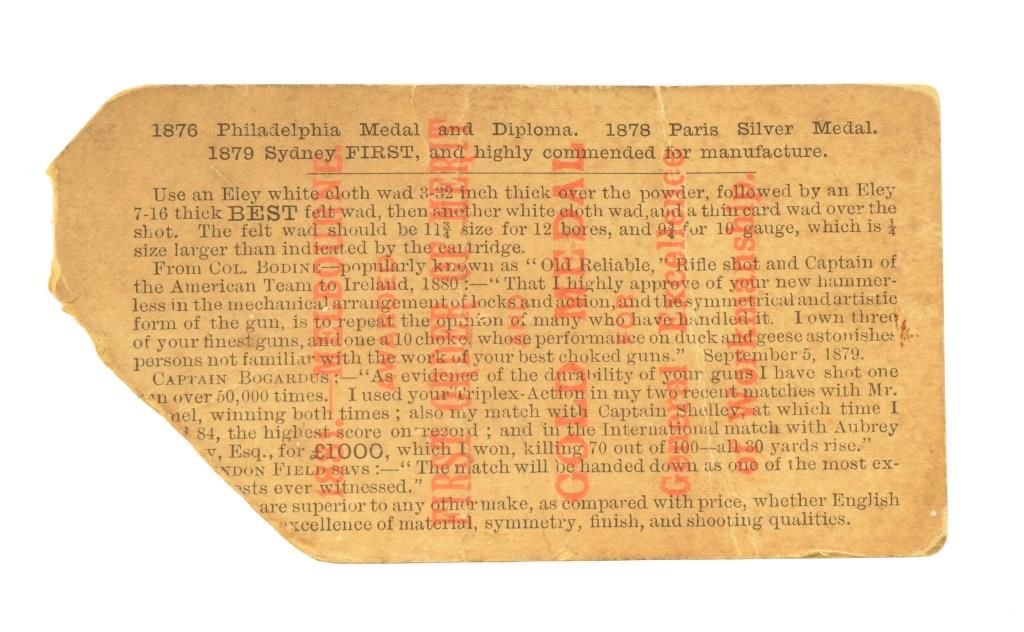 1876 Philadelphia Medal and Diploma. 1878 Paris Silver Medal.
1879 Sydney FIRST, and highly commended for manufacture.
Use an Eley white cloth wad 3-32 inch thick over the powder, followed by an Eley
7-16 thick BEST felt wad, then another white cloth wad, and a thin card wad over the
shot. The felt wad should be 11¾ size for 12 bores, and 9¾ for 10 gauge, which is ¼
size larger than indicated by the cartridge.
From COL. BODINE—popularly known as "Old Reliable," Rifle shot and Captain of
the American Team to Ireland, 1880:—"That I highly approve of your new hammer-
less in the mechanical arrangement of locks and action, and the symmetrical and artistic
form of the gun, is to repeat the opinion of many who have handled it. I own three
of your finest guns, and one a 10 choke, whose performance on duck and geese astonishes
persons not familiar with the work of your best choked guns." September 5, 1879.
CAPTAIN BOGARDUS:—"As evidence of the durability of your guns I have shot one
over 50,000 times. I used your Triplex-Action in my two recent matches with Mr.
nel, winning both times; also my match with Captain Shelley, at which time I
84, the highest score on record; and in the International match with Aubrey
y, Esq., for £1000, which I won, killing 70 out of 100—all 30 yards rise."
NDON FIELD says:—"The match will be handed down as one of the most ex-
ests ever witnessed."
are superior to any other make, as compared with price, whether English
excellence of material, symmetry, finish, and shooting qualities.
1881.—MELBOURNE.
FIRST ORDER MERIT
AND
GOLD MEDAL
FOR
General Excellence
of Workmanship.